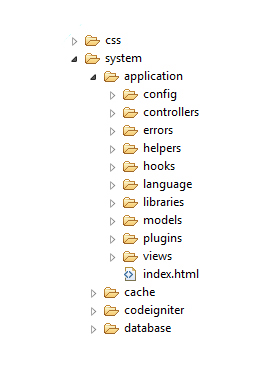 css
system
application
config
controllers
errors
helpers
hooks
language
libraries
models
plugins
views
index.html
cache
codeigniter
database